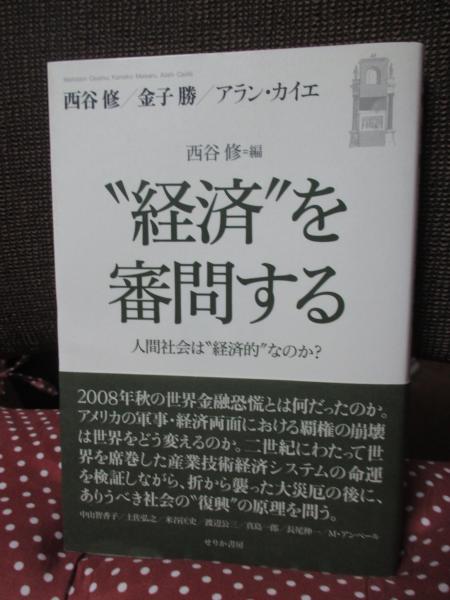 Nishitani Osamu, Kaneko Masaru, Alain Caillé
西谷 修／金子 勝／アラン・カイエ
西谷 修=編
〝経済〟を
審問する
人間社会は〝経済的〟なのか?
2008年秋の世界金融恐慌とは何だったのか。
アメリカの軍事・経済両面における覇権の崩壊
は世界をどう変えるのか。二世紀にわたって世
界を席巻した産業技術経済システムの命運
を検証しながら、折から襲った大災厄の後に、
ありうべき社会の〝復興〟の原理を問う。
中山智香子／土佐弘之／米谷匡史／渡辺公三／真島一郎／長尾伸一／M・アンベール
せりか書房